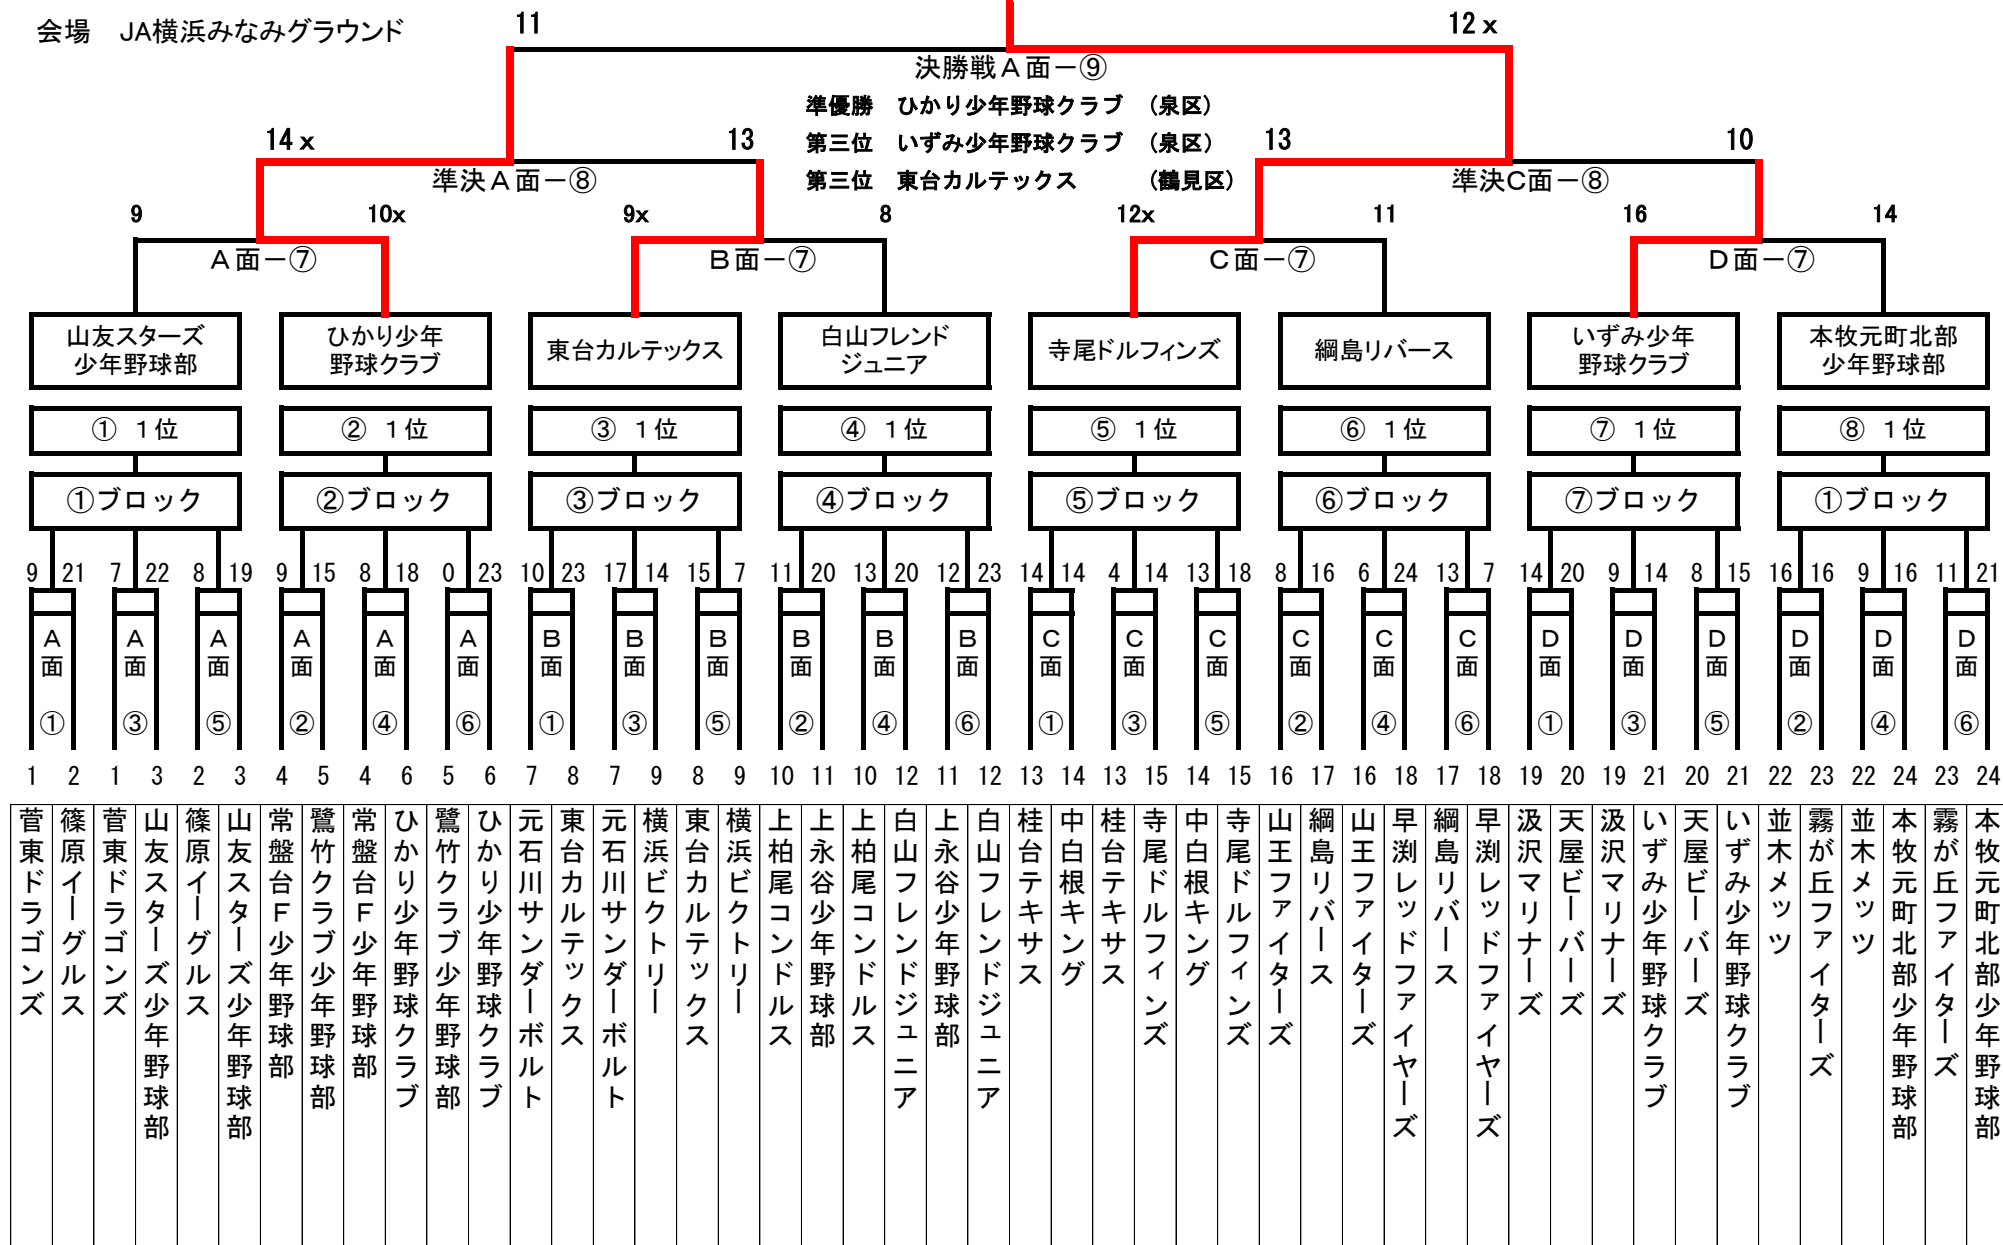 会場　JA横浜みなみグラウンド
11
12 x
決勝戦Ａ面－⑨
準優勝　ひかり少年野球クラブ　（泉区）
第三位　いずみ少年野球クラブ　（泉区）
第三位　東台カルテックス　（鶴見区）
14 x
13
13
10
準決Ａ面－⑧
準決C面－⑧
9
10x
9x
8
12x
11
16
14
Ａ面－⑦
Ｂ面－⑦
Ｃ面－⑦
Ｄ面－⑦
山友スターズ
少年野球部
ひかり少年
野球クラブ
東台カルテックス
白山フレンド
ジュニア
寺尾ドルフィンズ
綱島リバース
いずみ少年
野球クラブ
本牧元町北部
少年野球部
① １位
② １位
③ １位
④ １位
⑤ １位
⑥ １位
⑦ １位
⑧ １位
①ブロック
②ブロック
③ブロック
④ブロック
⑤ブロック
⑥ブロック
⑦ブロック
①ブロック
9 21 7 22 8 19 9 15 8 18 0 23 10 23 17 14 15 7 11 20 13 20 12 23 14 14 4 14 13 18 8 16 6 24 13 7 14 20 9 14 8 15 16 16 9 16 11 21
Ａ面①
Ａ面③
Ａ面⑤
Ａ面②
Ａ面④
Ａ面⑥
Ｂ面①
Ｂ面③
Ｂ面⑤
Ｂ面②
Ｂ面④
Ｂ面⑥
Ｃ面①
Ｃ面③
Ｃ面⑤
Ｃ面②
Ｃ面④
Ｃ面⑥
Ｄ面①
Ｄ面③
Ｄ面⑤
Ｄ面②
Ｄ面④
Ｄ面⑥
1 2 1 3 2 3 4 5 4 6 5 6 7 8 7 9 8 9 10 11 10 12 11 12 13 14 13 15 14 15 16 17 16 18 17 18 19 20 19 21 20 21 22 23 22 24 23 24
菅東ドラゴンズ
篠原イーグルス
菅東ドラゴンズ
山友スターズ少年野球部
篠原イーグルス
山友スターズ少年野球部
常盤台Ｆ少年野球部
鷺竹クラブ少年野球部
常盤台Ｆ少年野球部
ひかり少年野球クラブ
鷺竹クラブ少年野球部
ひかり少年野球クラブ
元石川サンダーボルト
東台カルテックス
元石川サンダーボルト
横浜ビクトリー
東台カルテックス
横浜ビクトリー
上柏尾コンドルス
上永谷少年野球部
上柏尾コンドルス
白山フレンドジュニア
上永谷少年野球部
白山フレンドジュニア
桂台テキサス
中白根キング
桂台テキサス
寺尾ドルフィンズ
中白根キング
寺尾ドルフィンズ
山王ファイターズ
綱島リバース
山王ファイターズ
早渕レッドファイヤーズ
綱島リバース
早渕レッドファイヤーズ
汲沢マリナーズ
天屋ビーバーズ
汲沢マリナーズ
いずみ少年野球クラブ
天屋ビーバーズ
いずみ少年野球クラブ
並木メッツ
霧が丘ファイターズ
並木メッツ
本牧元町北部少年野球部
霧が丘ファイターズ
本牧元町北部少年野球部